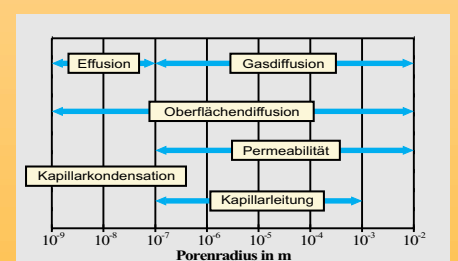 Effusion Gasdiffusion
Oberflächendiffusion
Permeabilität
Kapillarkondensation
Kapillarleitung
10⁻⁹ 10⁻⁸ 10⁻⁷ 10⁻⁶ 10⁻⁵ 10⁻⁴ 10⁻³ 10⁻²
Porenradius in m